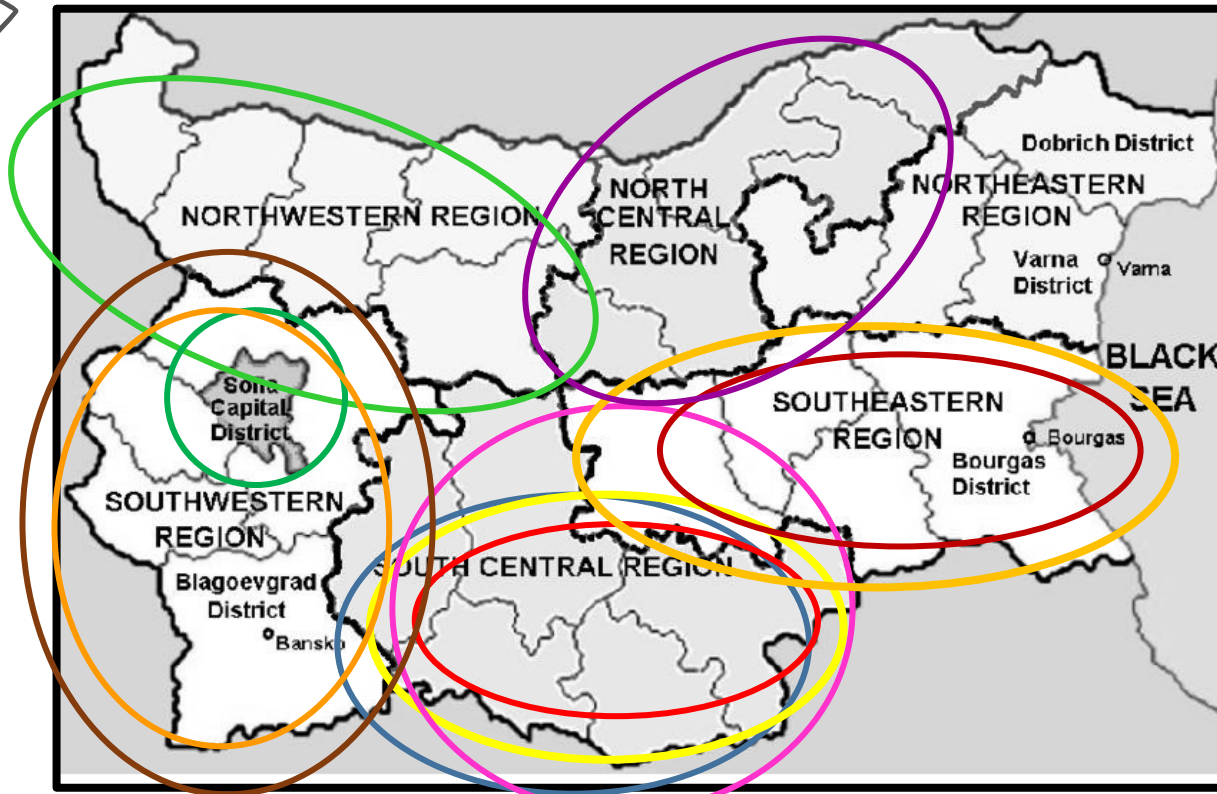 Dobrich District
NORTHEASTERN
REGION
NORTH
CENTRAL
REGION
NORTHWESTERN REGION
Varna
District
Varna
BLACK
SEA
Sofia
Capital
District
SOUTHEASTERN
REGION
Bourgas
Bourgas
District
SOUTHWESTERN
REGION
SOUTH CENTRAL REGION
Blagoevgrad
District
Bansko